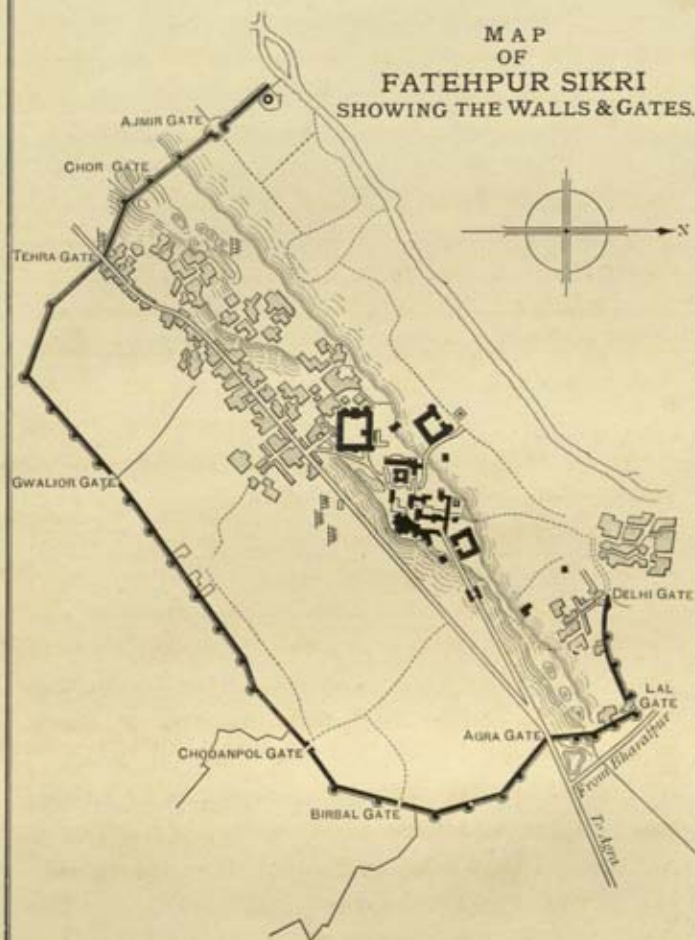 MAP
OF
FATEHPUR SIKRI
SHOWING THE WALLS & GATES.
AJMIR GATE
CHOR GATE
N
TEHRA GATE
GWALIOR GATE
DELHI GATE
LAL
GATE
AGRA GATE
From Bharatpur
CHODANPOL GATE
BIRBAL GATE
To Agra